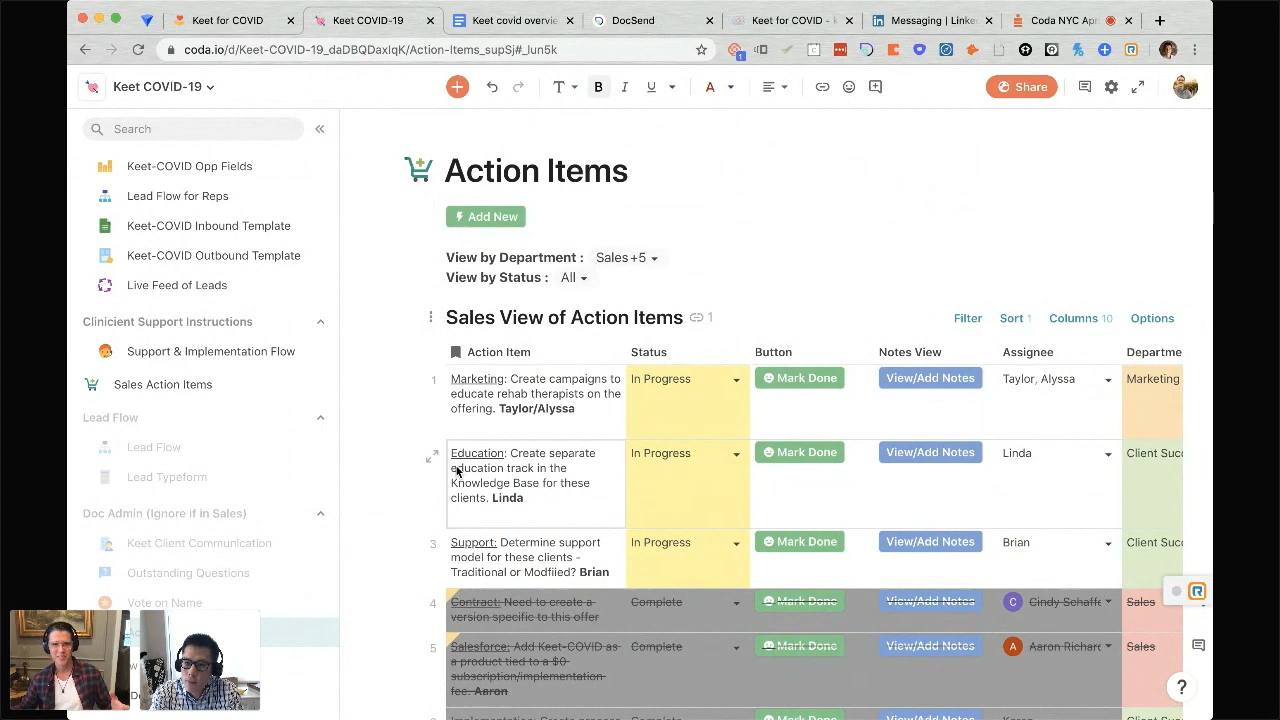 Keet for COVID
Keet COVID-19
Keet covid overvie
DocSend
Keet for COVID - k
Messaging | Linke
Coda NYC Apr
coda.io/d/Keet-COVID-19_daDBQDaxIqK/Action-Items_supSj#_lun5k
Keet COVID-19
Share
Search
Keet-COVID Opp Fields
Lead Flow for Reps
Keet-COVID Inbound Template
Keet-COVID Outbound Template
Live Feed of Leads
Clinicient Support Instructions
Support & Implementation Flow
Sales Action Items
Lead Flow
Lead Flow
Lead Typeform
Doc Admin (Ignore if in Sales)
Keet Client Communication
Outstanding Questions
Vote on Name
Action Items
Add New
View by Department : Sales+5
View by Status : All
Sales View of Action Items 1
Filter Sort 1 Columns 10 Options
Action Item Status Button Notes View Assignee Departme
1 Marketing: Create campaigns to In Progress Mark Done View/Add Notes Taylor, Alyssa Marketing
educate rehab therapists on the
offering. Taylor/Alyssa
Education: Create separate In Progress Mark Done View/Add Notes Linda Client Succ
education track in the
Knowledge Base for these
clients. Linda
3 Support: Determine support In Progress Mark Done View/Add Notes Brian Client Succ
model for these clients -
Traditional or Modfiied? Brian
4 Contract: Need to create a Complete Mark Done View/Add Notes C Cindy Schaffe Sales
version specific to this offer
5 Salesforce: Add Keet-COVID as Complete Mark Done View/Add Notes A Aaron Richarc Sales
a product tied to a $0
subscription/implementation
fee. Aaron